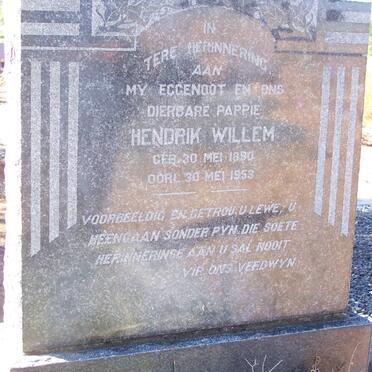 IN
TERE HERINNERING
AAN
MY EGGENOOT EN ONS
DIERBARE PAPPIE
HENDRIK WILLEM
GEB. 30 MEI 1890
OORL. 30 MEI 1953
VOORBEELDIG EN GETROU, U LEWE, U
HEENGAAN SONDER PYN. DIE SOETE
HERINNERINGE AAN U SAL NOOIT
VIR ONS VERDWYN